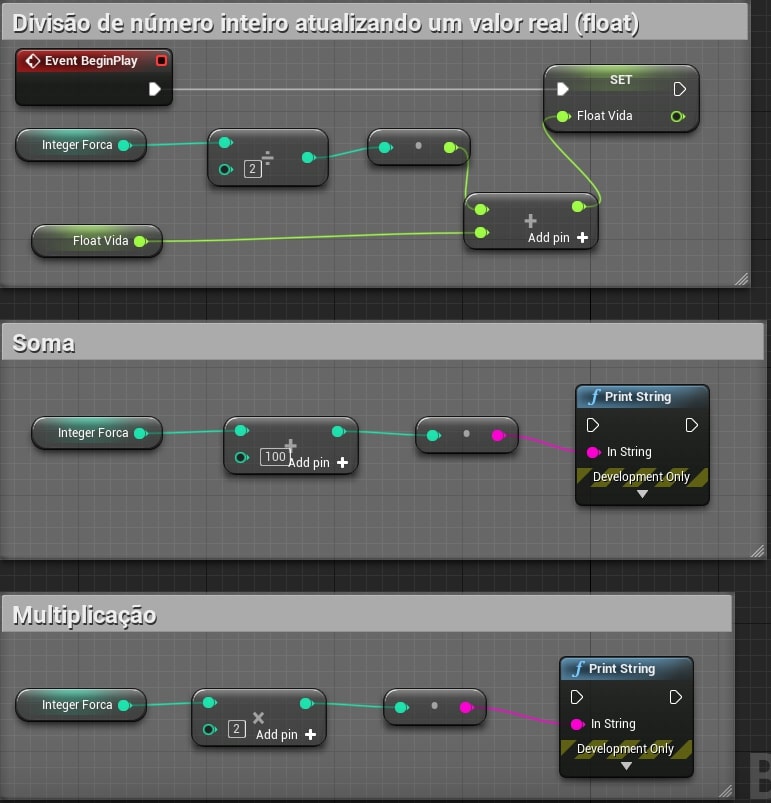 Divisão de número inteiro atualizando um valor real (float)
Event BeginPlay
SET
Float Vida
Integer Forca
2 ÷
+
Add pin +
Float Vida
Soma
Integer Forca
+
100 Add pin +
f Print String
In String
Development Only
Multiplicação
Integer Forca
2 ×
Add pin +
f Print String
In String
Development Only
B